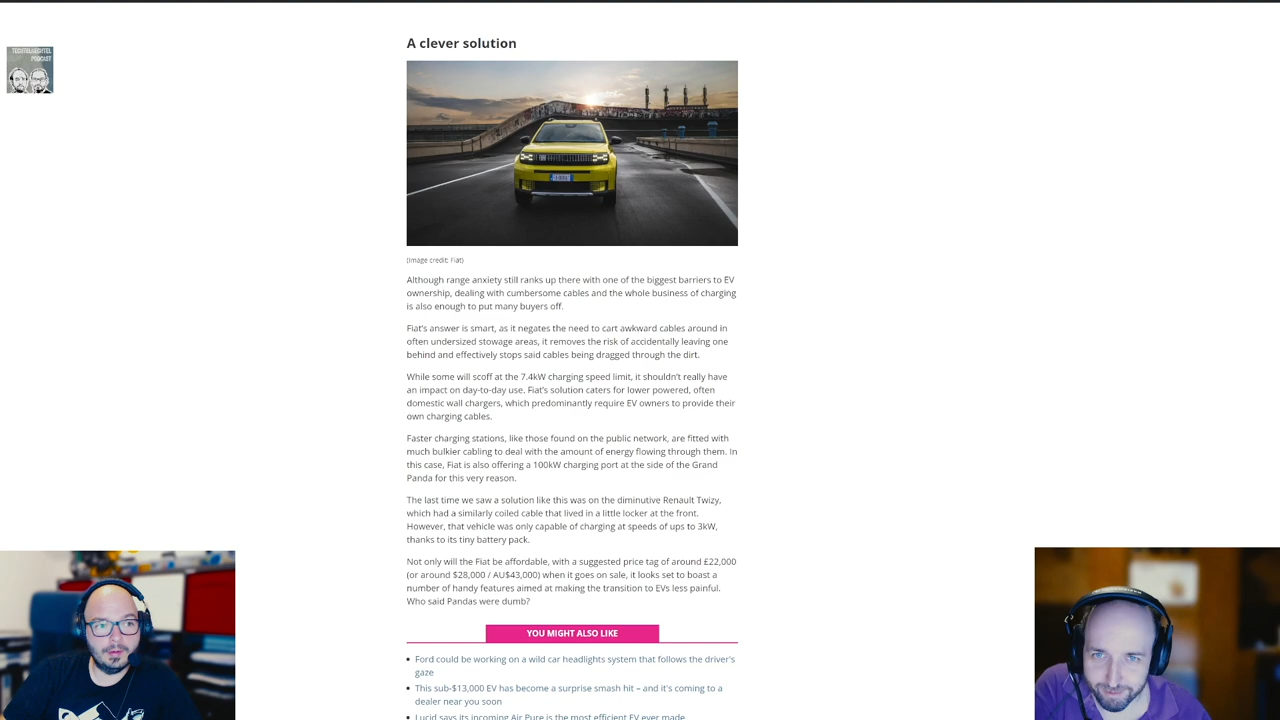 TECHTELMECHTEL
PODCAST
A clever solution
(Image credit: Fiat)
Although range anxiety still ranks up there with one of the biggest barriers to EV
ownership, dealing with cumbersome cables and the whole business of charging
is also enough to put many buyers off.
Fiat's answer is smart, as it negates the need to cart awkward cables around in
often undersized stowage areas, it removes the risk of accidentally leaving one
behind and effectively stops said cables being dragged through the dirt.
While some will scoff at the 7.4kW charging speed limit, it shouldn't really have
an impact on day-to-day use. Fiat's solution caters for lower powered, often
domestic wall chargers, which predominantly require EV owners to provide their
own charging cables.
Faster charging stations, like those found on the public network, are fitted with
much bulkier cabling to deal with the amount of energy flowing through them. In
this case, Fiat is also offering a 100kW charging port at the side of the Grand
Panda for this very reason.
The last time we saw a solution like this was on the diminutive Renault Twizy,
which had a similarly coiled cable that lived in a little locker at the front.
However, that vehicle was only capable of charging at speeds of ups to 3kW,
thanks to its tiny battery pack.
Not only will the Fiat be affordable, with a suggested price tag of around £22,000
(or around $28,000 / AU$43,000) when it goes on sale, it looks set to boast a
number of handy features aimed at making the transition to EVs less painful.
Who said Pandas were dumb?
YOU MIGHT ALSO LIKE
Ford could be working on a wild car headlights system that follows the driver's
gaze
This sub-$13,000 EV has become a surprise smash hit – and it's coming to a
dealer near you soon
Lucid says its incoming Air Pure is the most efficient EV ever made